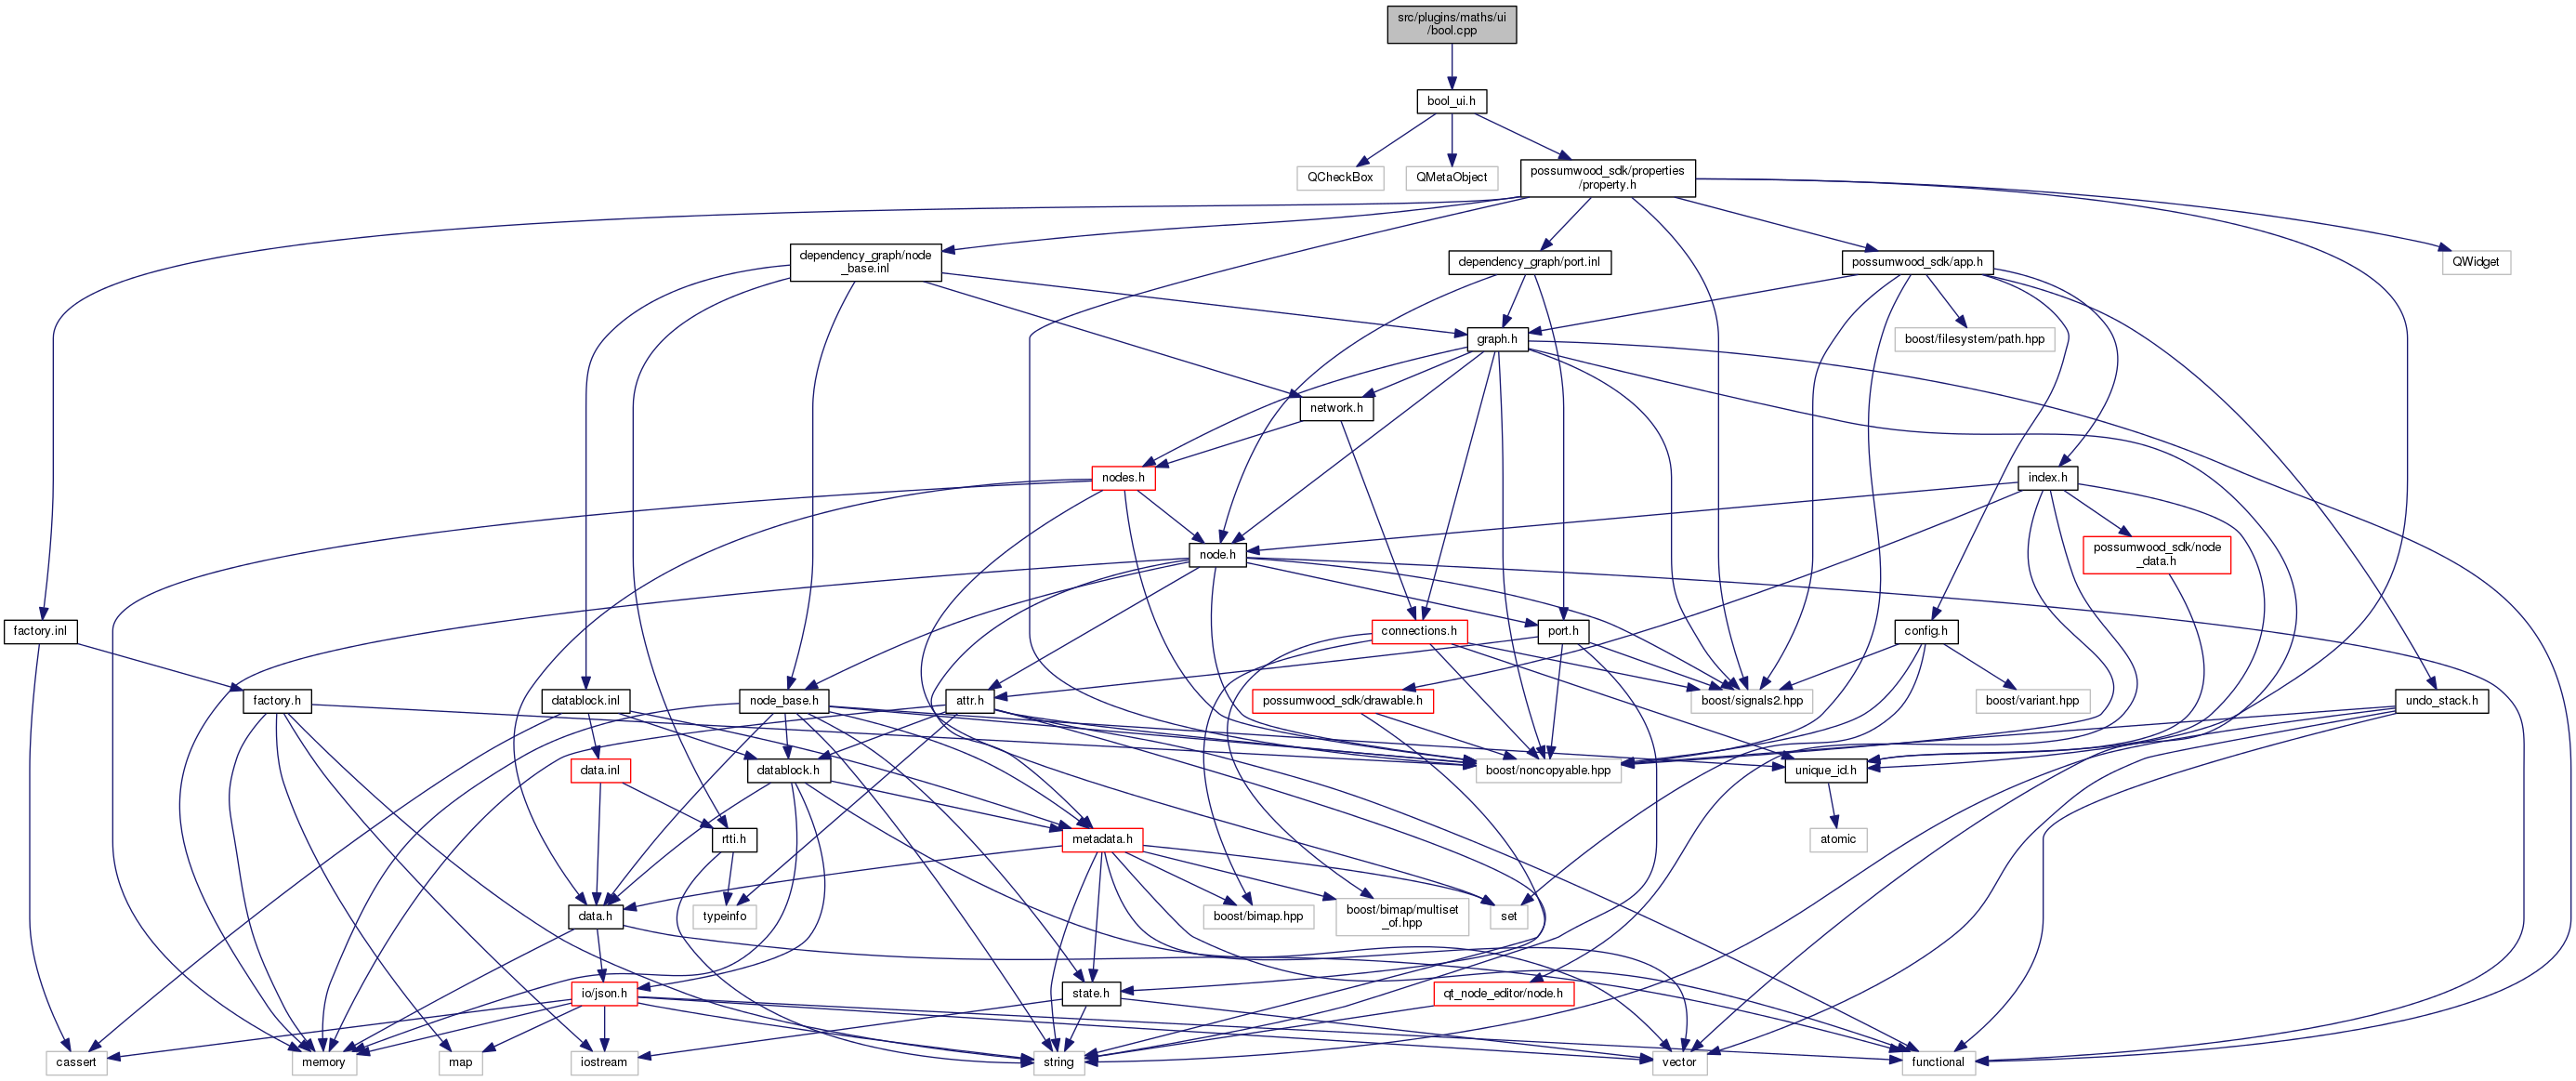 src/plugins/maths/ui
/bool.cpp
bool_ui.h
QCheckBox
QMetaObject
possumwood_sdk/properties
/property.h
dependency_graph/node
_base.inl
dependency_graph/port.inl
possumwood_sdk/app.h
QWidget
graph.h
boost/filesystem/path.hpp
network.h
nodes.h
index.h
node.h
possumwood_sdk/node
_data.h
factory.inl
connections.h
port.h
config.h
factory.h
datablock.inl
node_base.h
attr.h
possumwood_sdk/drawable.h
boost/signals2.hpp
boost/variant.hpp
undo_stack.h
data.inl
datablock.h
boost/noncopyable.hpp
unique_id.h
rtti.h
metadata.h
atomic
data.h
typeinfo
boost/bimap.hpp
boost/bimap/multiset
_of.hpp
set
io/json.h
state.h
qt_node_editor/node.h
cassert
memory
map
iostream
string
vector
functional